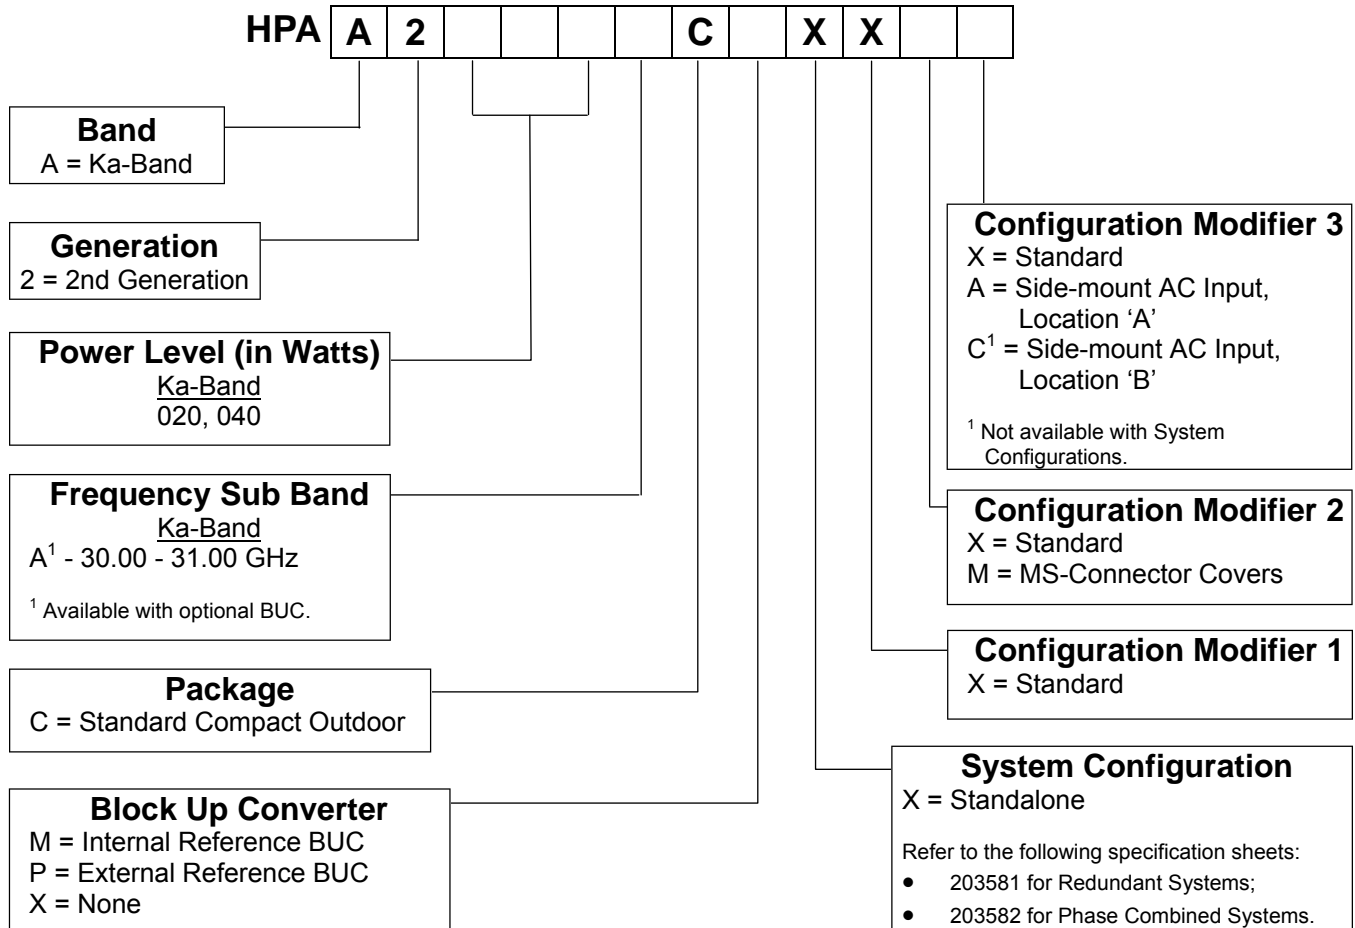 HPA A 2 C X X
Band
A = Ka-Band
Generation
2 = 2nd Generation
Power Level (in Watts)
Ka-Band
020, 040
Frequency Sub Band
Ka-Band
A¹ - 30.00 - 31.00 GHz
¹ Available with optional BUC.
Package
C = Standard Compact Outdoor
Block Up Converter
M = Internal Reference BUC
P = External Reference BUC
X = None
Configuration Modifier 3
X = Standard
A = Side-mount AC Input,
Location ‘A’
C¹ = Side-mount AC Input,
Location ‘B’
¹ Not available with System
Configurations.
Configuration Modifier 2
X = Standard
M = MS-Connector Covers
Configuration Modifier 1
X = Standard
System Configuration
X = Standalone
Refer to the following specification sheets:
• 203581 for Redundant Systems;
• 203582 for Phase Combined Systems.